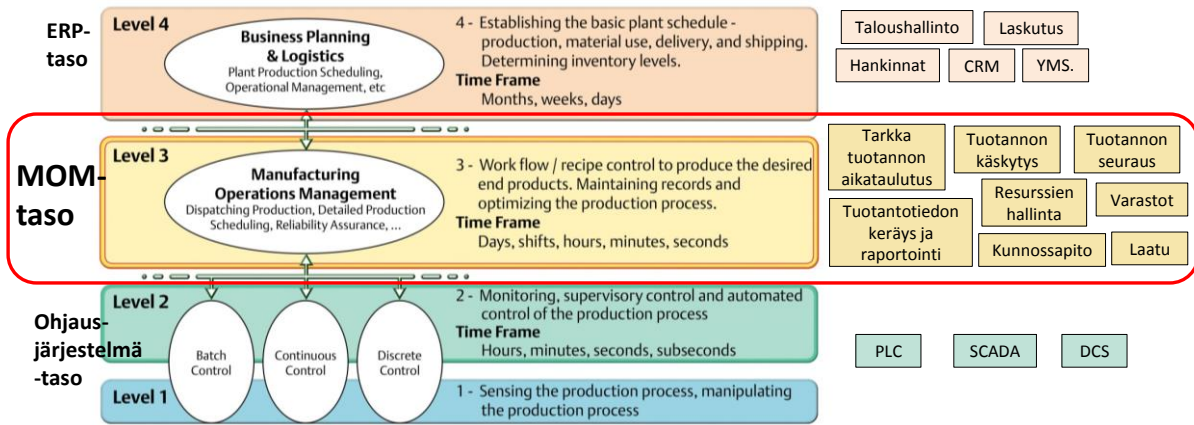 ERP-
taso
Level 4
Business Planning
& Logistics
Plant Production Scheduling,
Operational Management, etc
4 - Establishing the basic plant schedule -
production, material use, delivery, and shipping.
Determining inventory levels.
Time Frame
Months, weeks, days
Taloushallinto
Laskutus
Hankinnat
CRM
YMS.
MOM-
taso
Level 3
Manufacturing
Operations Management
Dispatching Production, Detailed Production
Scheduling, Reliability Assurance, ...
3 - Work flow / recipe control to produce the desired
end products. Maintaining records and
optimizing the production process.
Time Frame
Days, shifts, hours, minutes, seconds
Tarkka
tuotannon
aikataulutus
Tuotannon
käskytys
Tuotannon
seuraus
Resurssien
hallinta
Varastot
Tuotantotiedon
keräys ja
raportointi
Kunnossapito
Laatu
Ohjaus-
järjestelmä
-taso
Level 2
Batch
Control
Continuous
Control
Discrete
Control
2 - Monitoring, supervisory control and automated
control of the production process
Time Frame
Hours, minutes, seconds, subseconds
PLC
SCADA
DCS
Level 1
1 - Sensing the production process, manipulating
the production process